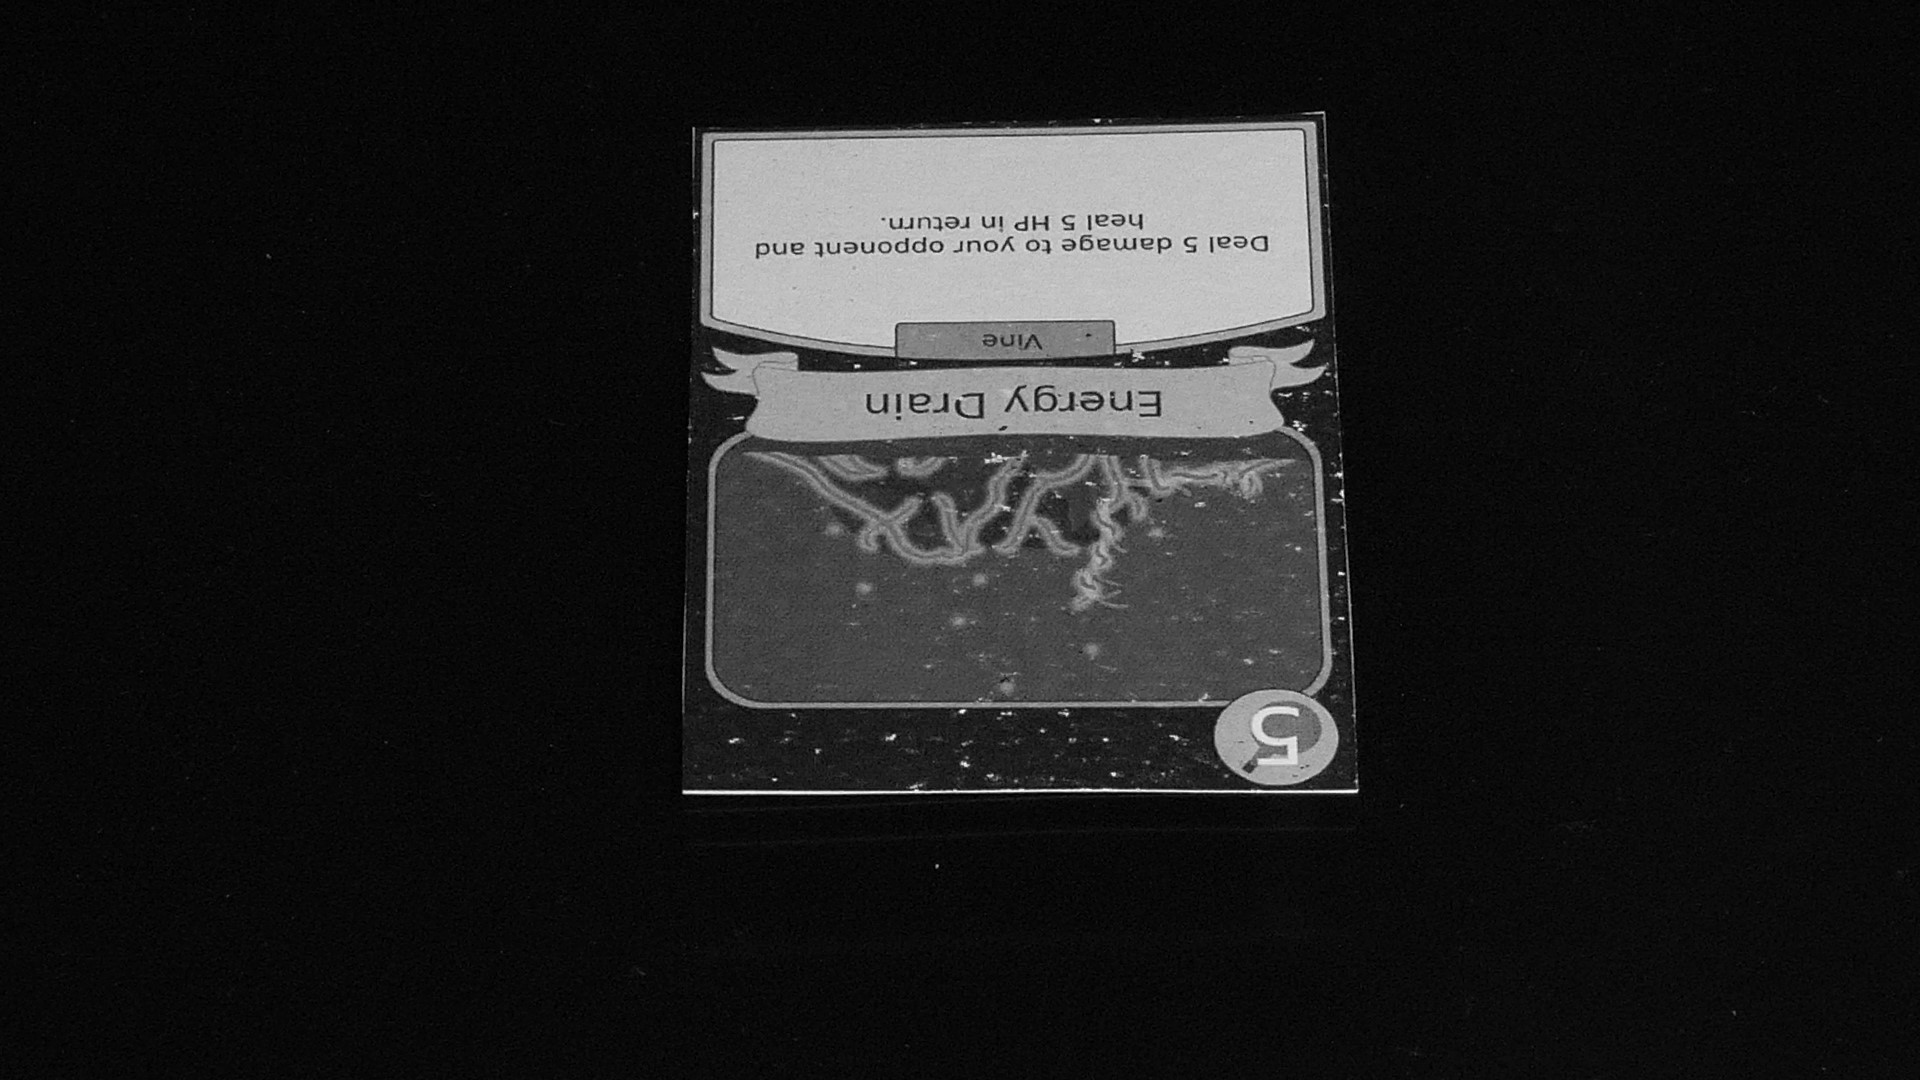 5
Energy Drain
Vine
Deal 5 damage to your opponent and
heal 5 HP in return.